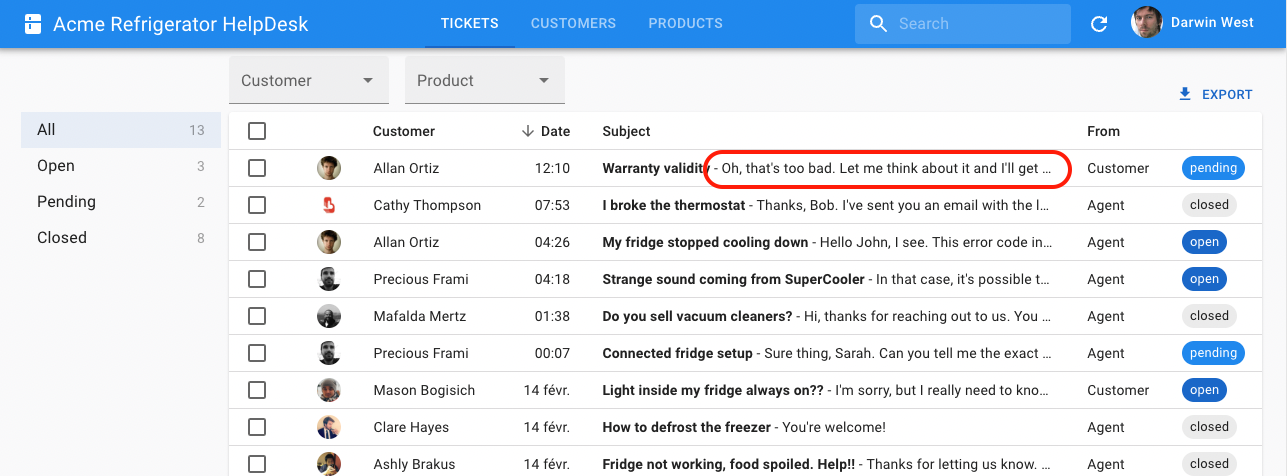 Acme Refrigerator HelpDesk TICKETS CUSTOMERS PRODUCTS Search Darwin West
Customer Product
EXPORT
All 13
Open 3
Pending 2
Closed 8
Customer Date Subject From
Allan Ortiz 12:10 Warranty validity - Oh, that's too bad. Let me think about it and I'll get ... Customer pending
Cathy Thompson 07:53 I broke the thermostat - Thanks, Bob. I've sent you an email with the l... Agent closed
Allan Ortiz 04:26 My fridge stopped cooling down - Hello John, I see. This error code in... Agent open
Precious Frami 04:18 Strange sound coming from SuperCooler - In that case, it's possible t... Agent open
Mafalda Mertz 01:38 Do you sell vacuum cleaners? - Hi, thanks for reaching out to us. You ... Agent closed
Precious Frami 00:07 Connected fridge setup - Sure thing, Sarah. Can you tell me the exact ... Agent pending
Mason Bogisich 14 févr. Light inside my fridge always on?? - I'm sorry, but I really need to kno... Customer open
Clare Hayes 14 févr. How to defrost the freezer - You're welcome! Agent closed
Ashly Brakus 14 févr. Fridge not working, food spoiled. Help!! - Thanks for letting us know. ... Agent closed